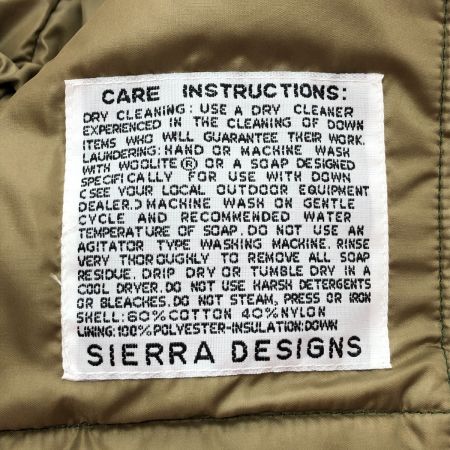 CARE INSTRUCTIONS:
DRY CLEANING: USE A DRY CLEANER
EXPERIENCED IN THE CLEANING OF DOWN
ITEMS WHO WILL GUARANTEE THEIR WORK.
LAUNDERING: HAND OR MACHINE WASH
WITH WOOLITE® OR A SOAP DESIGNED
SPECIFICALLY FOR USE WITH DOWN
(SEE YOUR LOCAL OUTDOOR EQUIPMENT
DEALER.) MACHINE WASH ON GENTLE
CYCLE AND RECOMMENDED WATER
TEMPERATURE OF SOAP. DO NOT USE AN
AGITATOR TYPE WASHING MACHINE. RINSE
VERY THOROUGHLY TO REMOVE ALL SOAP
RESIDUE. DRIP DRY OR TUMBLE DRY IN A
COOL DRYER. DO NOT USE HARSH DETERGENTS
OR BLEACHES. DO NOT STEAM, PRESS OR IRON
SHELL: 60% COTTON 40% NYLON
LINING: 100% POLYESTER-INSULATION: DOWN
SIERRA DESIGNS